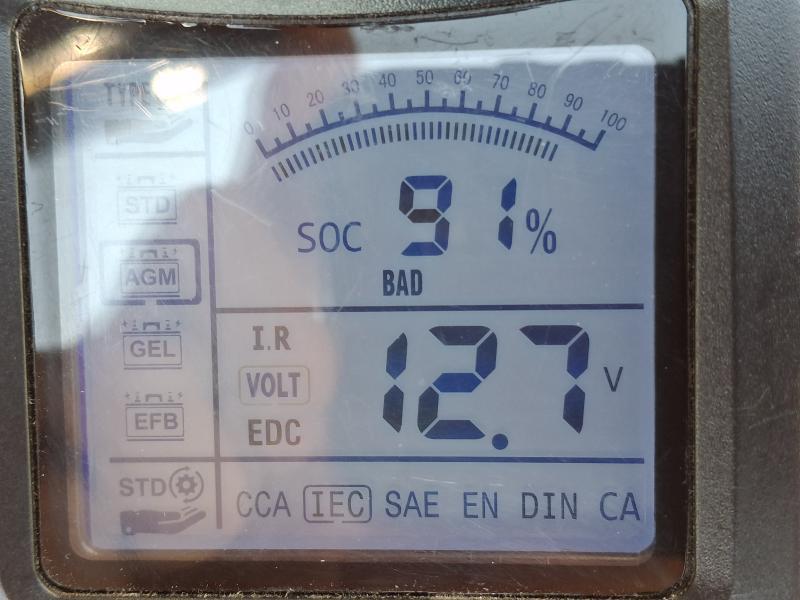 TYPE
0 10 20 30 40 50 60 70 80 90 100
STD
SOC 91%
AGM
BAD
I.R
GEL
VOLT 12.7 V
EFB
EDC
STD
CCA IEC SAE EN DIN CA